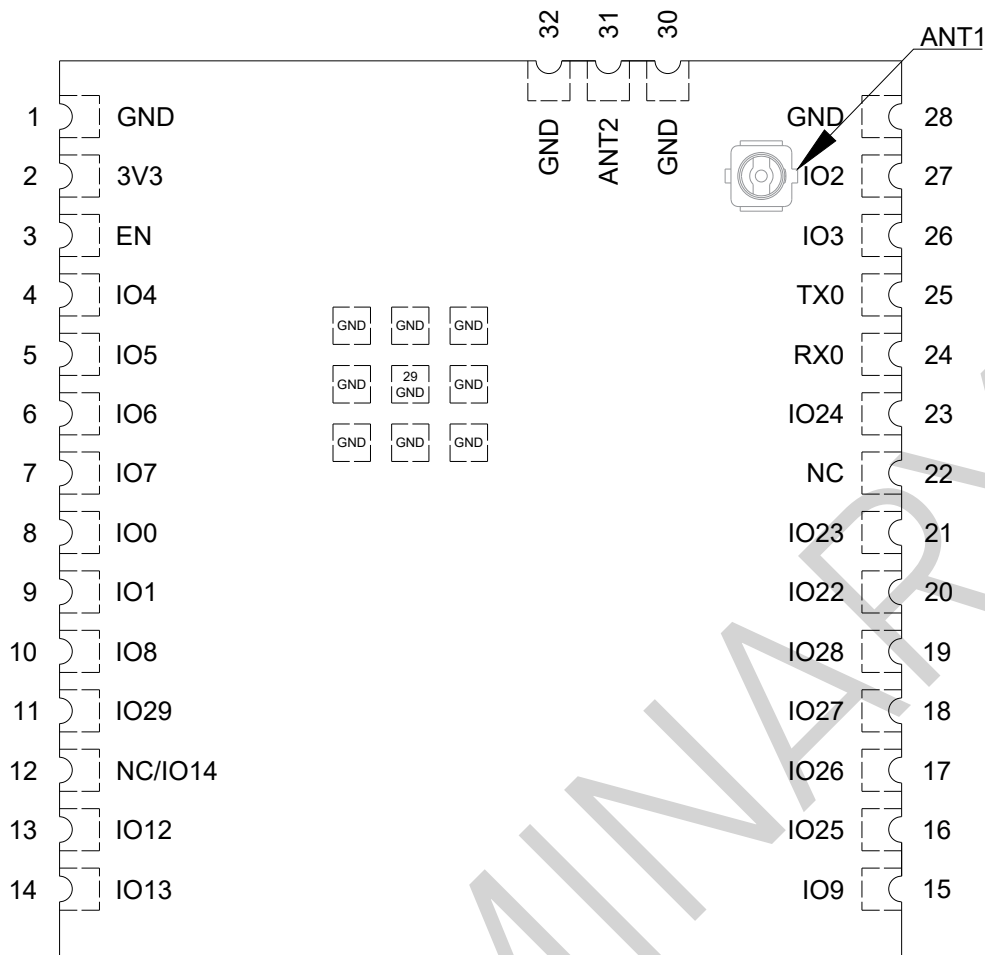 32 31 30
ANT1
GND ANT2 GND
1 GND GND 28
2 3V3 IO2 27
3 EN IO3 26
4 IO4 TX0 25
5 IO5 RX0 24
6 IO6 IO24 23
7 IO7 NC 22
8 IO0 IO23 21
9 IO1 IO22 20
10 IO8 IO28 19
11 IO29 IO27 18
12 NC/IO14 IO26 17
13 IO12 IO25 16
14 IO13 IO9 15
GND GND GND
GND 29 GND GND
GND GND GND
MINARY